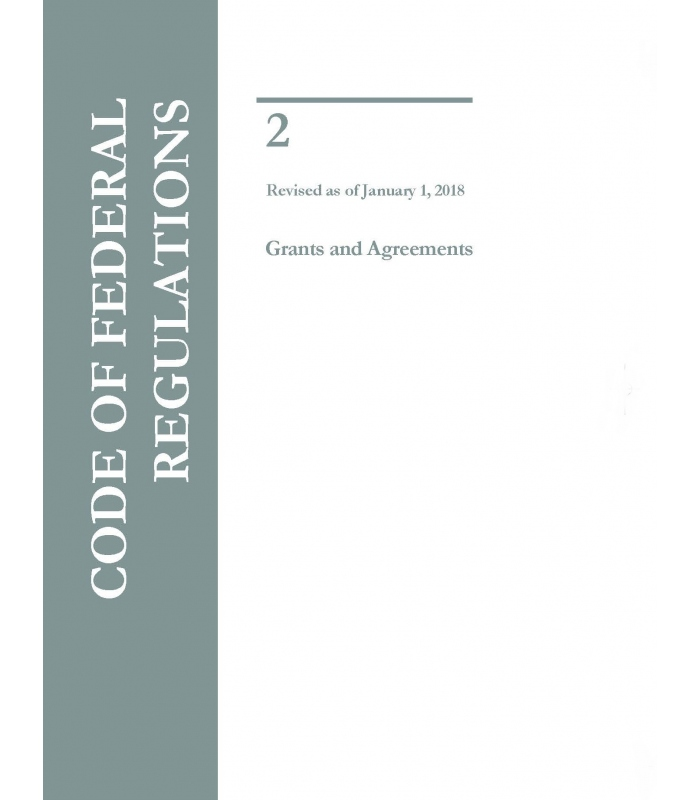 CODE OF FEDERAL
REGULATIONS
2
Revised as of January 1, 2018
Grants and Agreements